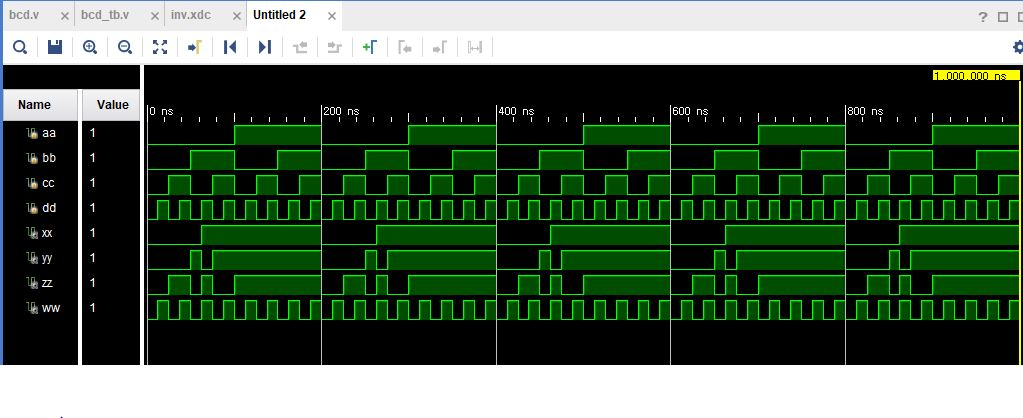 bcd.v
bcd_tb.v
inv.xdc
Untitled 2
1,000.000 ns
Name Value
0 ns 200 ns 400 ns 600 ns 800 ns
aa 1
bb 1
cc 1
dd 1
xx 1
yy 1
zz 1
ww 1